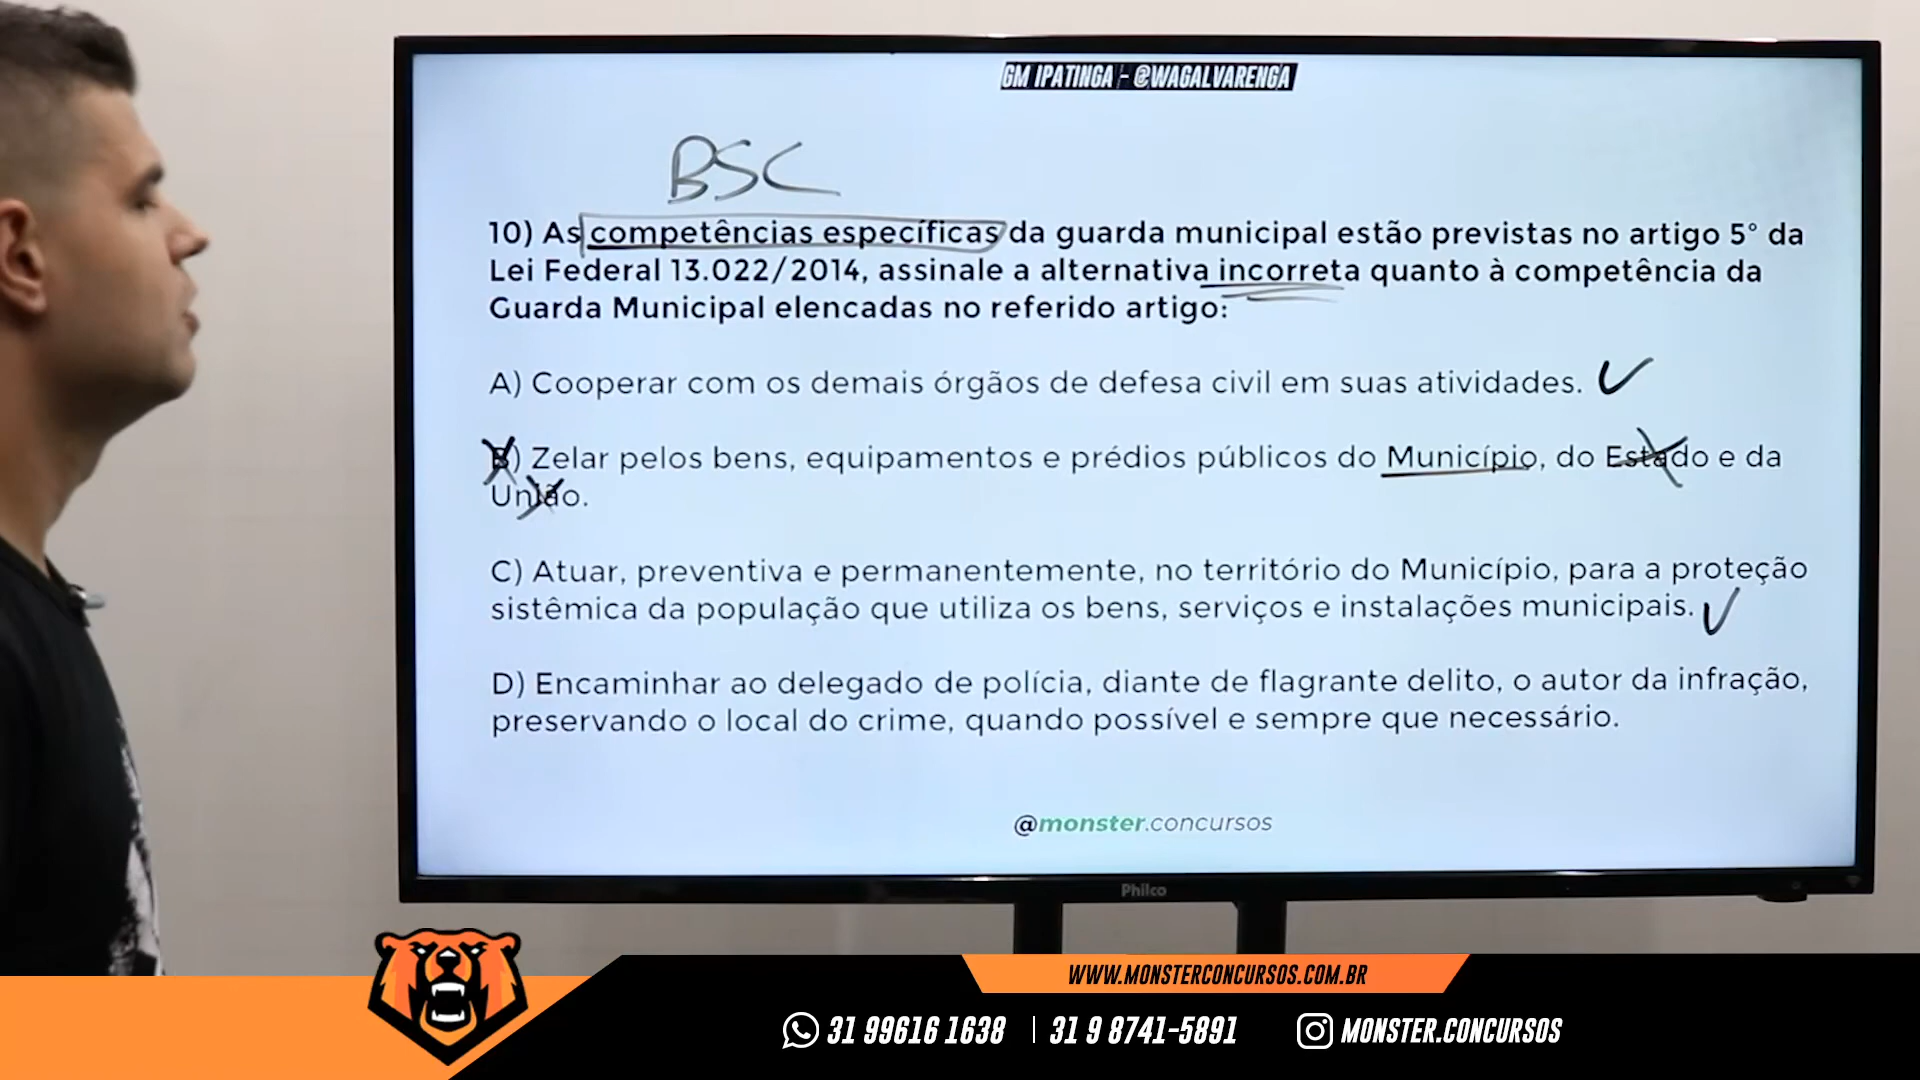 GM IPATINGA - @WAGALVARENGA
BSC
10) As competências específicas da guarda municipal estão previstas no artigo 5° da
Lei Federal 13.022/2014, assinale a alternativa incorreta quanto à competência da
Guarda Municipal elencadas no referido artigo:
A) Cooperar com os demais órgãos de defesa civil em suas atividades.
B) Zelar pelos bens, equipamentos e prédios públicos do Município, do Estado e da
União.
C) Atuar, preventiva e permanentemente, no território do Município, para a proteção
sistêmica da população que utiliza os bens, serviços e instalações municipais.
D) Encaminhar ao delegado de polícia, diante de flagrante delito, o autor da infração,
preservando o local do crime, quando possível e sempre que necessário.
@monster.concursos
Philco
WWW.MONSTERCONCURSOS.COM.BR
31 99616 1638 | 31 9 8741-5891 MONSTER.CONCURSOS